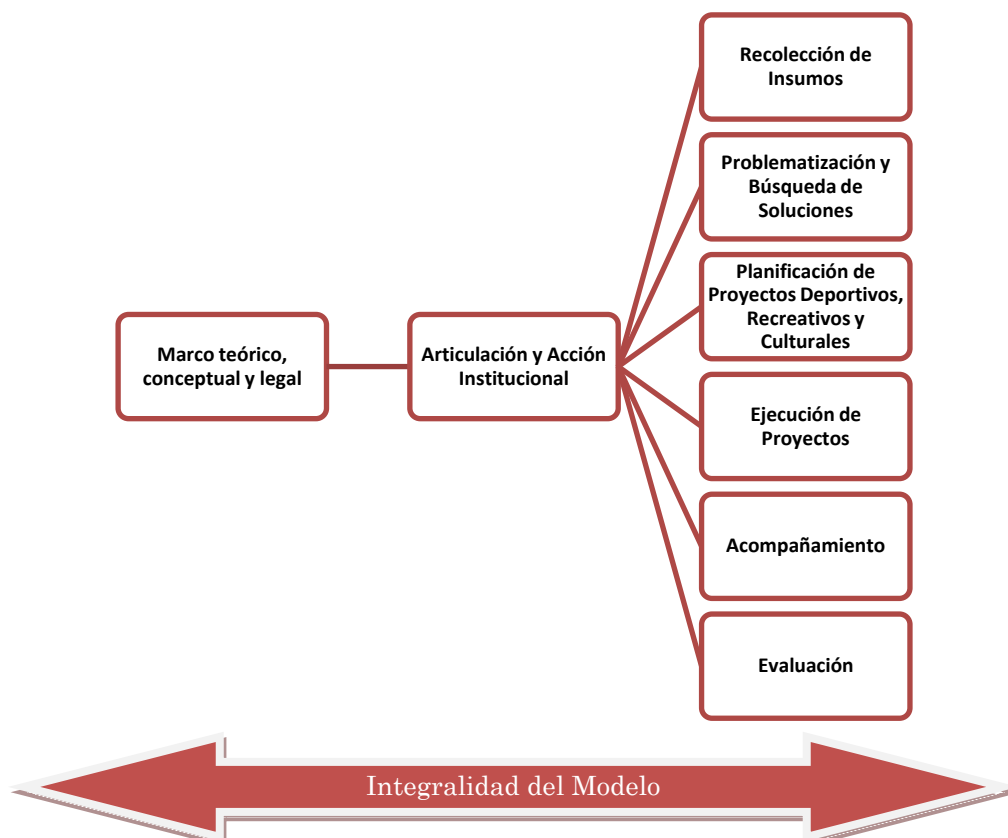 Recolección de
Insumos
Problematización y
Búsqueda de
Soluciones
Planificación de
Proyectos Deportivos,
Recreativos y
Culturales
Marco teórico,
conceptual y legal
Articulación y Acción
Institucional
Ejecución de
Proyectos
Acompañamiento
Evaluación
Integralidad del Modelo